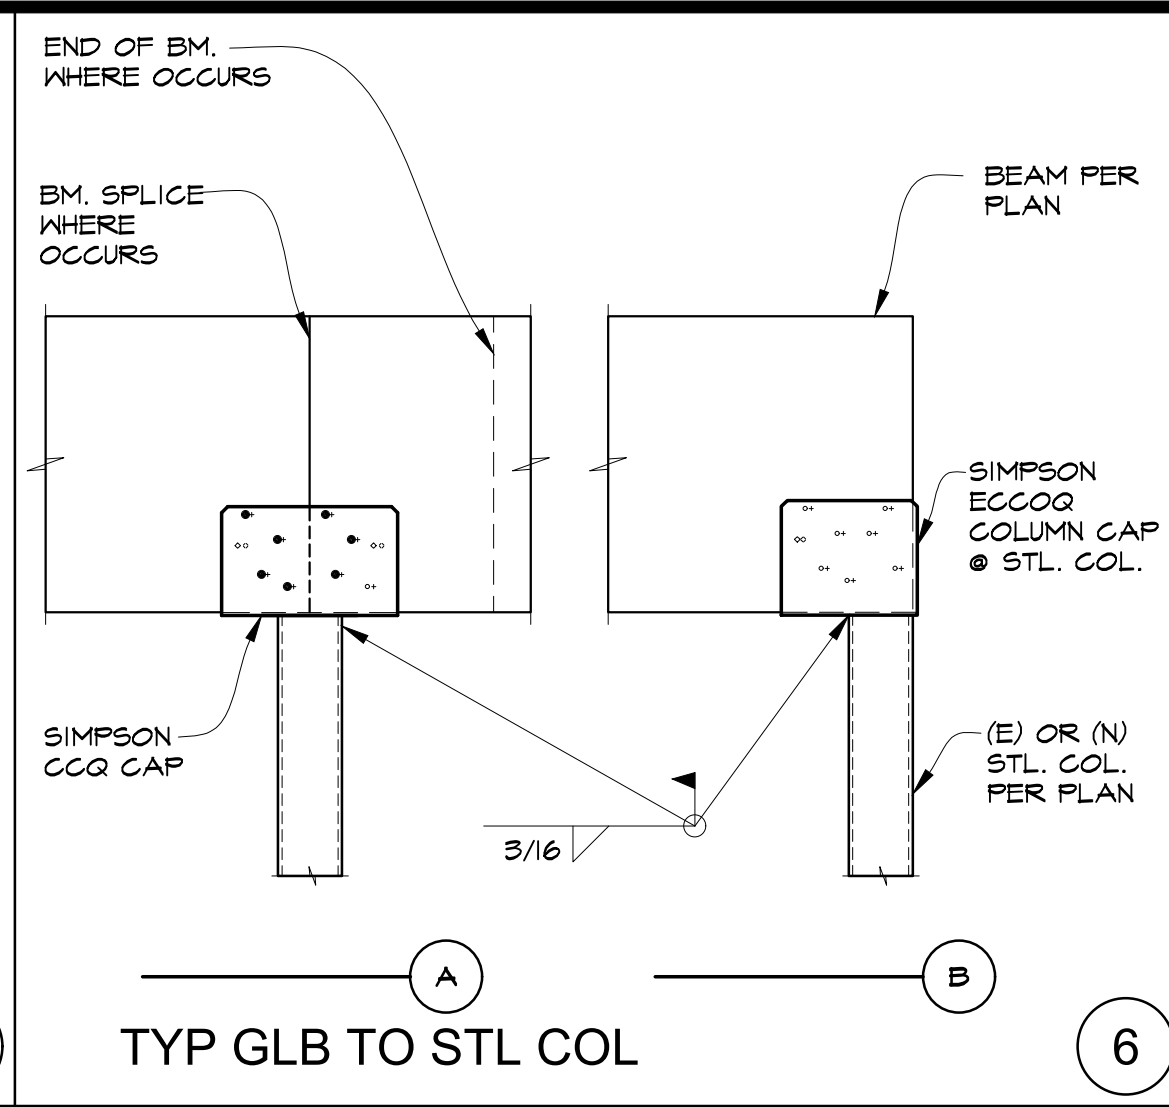 END OF BM.
WHERE OCCURS
BM. SPLICE
WHERE
OCCURS
BEAM PER
PLAN
SIMPSON
ECCOQ
COLUMN CAP
@ STL. COL.
SIMPSON
CCQ CAP
(E) OR (N)
STL. COL.
PER PLAN
3/16
A
B
TYP GLB TO STL COL
6